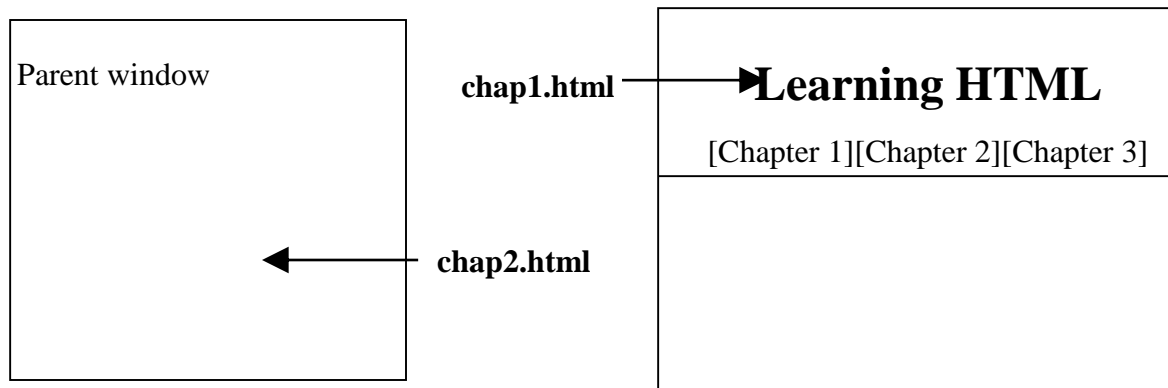 Parent window
chap1.html
chap2.html
Learning HTML
[Chapter 1][Chapter 2][Chapter 3]